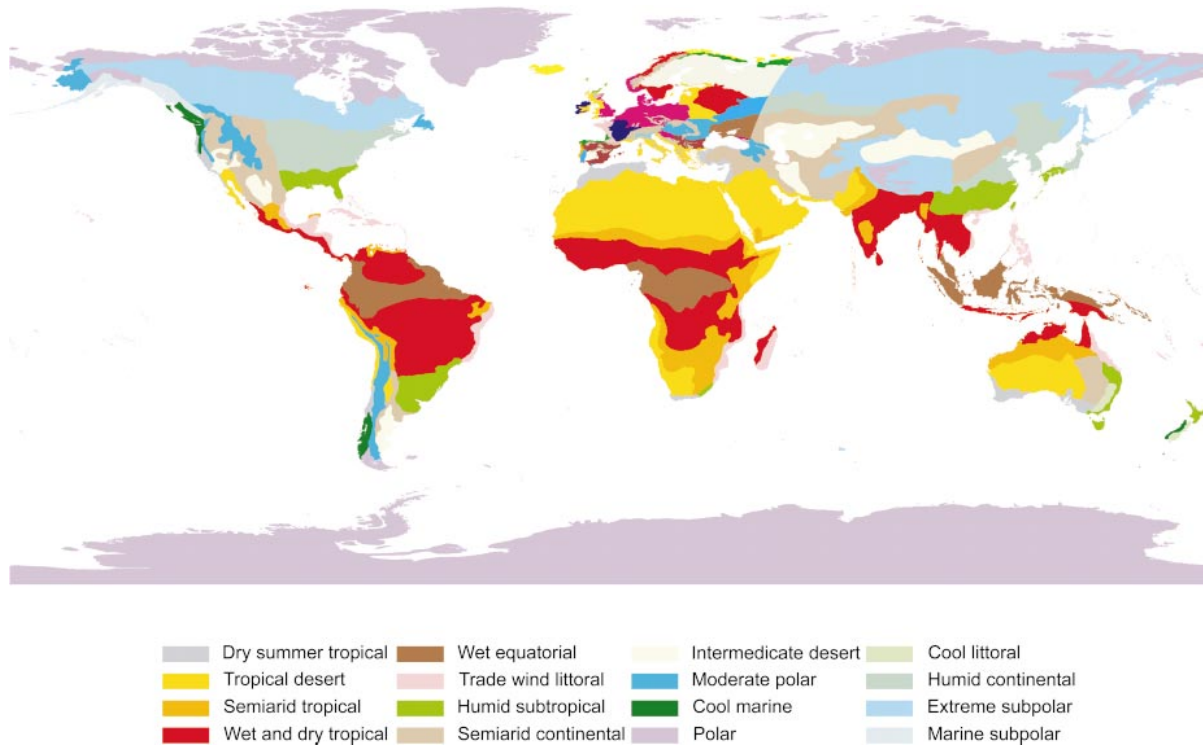 Dry summer tropical
Wet equatorial
Intermedicate desert
Cool littoral
Tropical desert
Trade wind littoral
Moderate polar
Humid continental
Semiarid tropical
Humid subtropical
Cool marine
Extreme subpolar
Wet and dry tropical
Semiarid continental
Polar
Marine subpolar